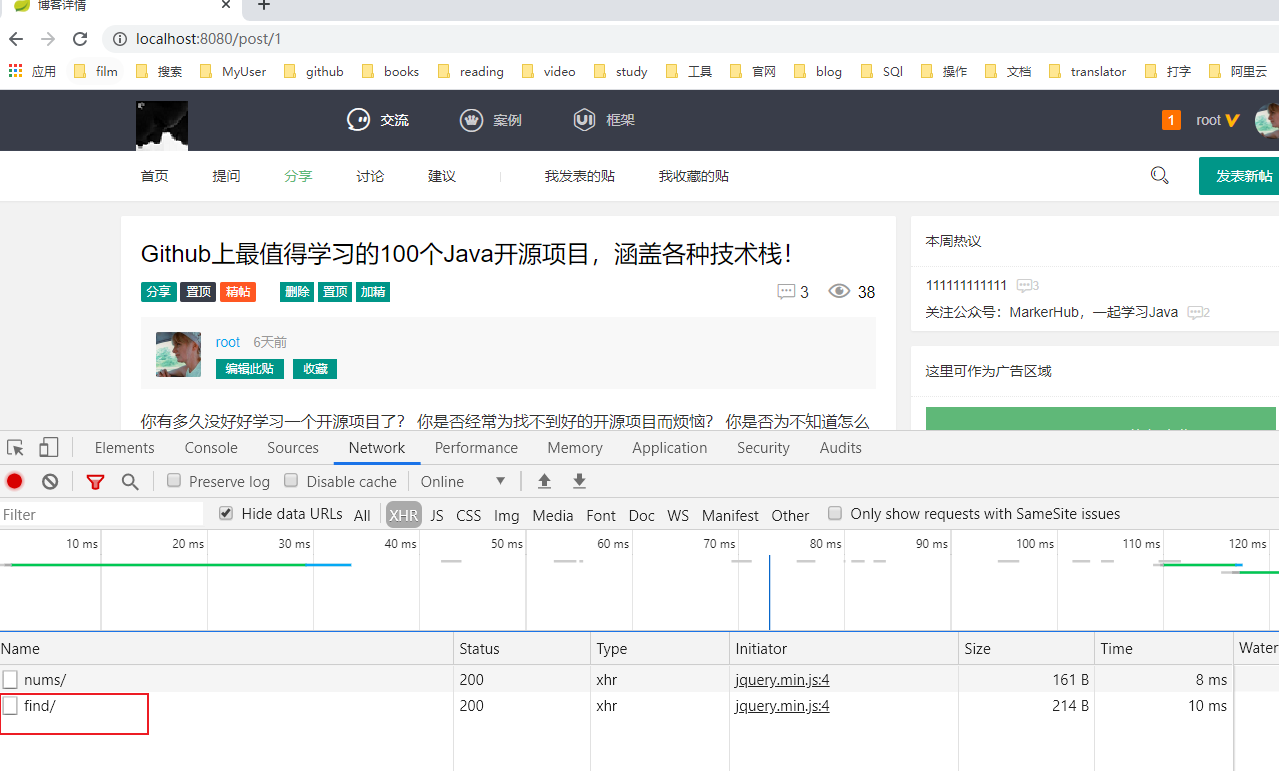 博客详情
localhost:8080/post/1
应用 film 搜索 MyUser github books reading video study 工具 官网 blog SQl 操作 文档 translator 打字 阿里云
交流 案例 框架 1 root
首页 提问 分享 讨论 建议 我发表的贴 我收藏的贴 发表新帖
Github上最值得学习的100个Java开源项目，涵盖各种技术栈！
分享 置顶 精帖 删除 置顶 加精 3 38
root 6天前
编辑此贴 收藏
你有多久没好好学习一个开源项目了？ 你是否经常为找不到好的开源项目而烦恼？ 你是否为不知道怎么
本周热议
111111111111 3
关注公众号：MarkerHub，一起学习Java 2
这里可作为广告区域
Elements Console Sources Network Performance Memory Application Security Audits
Preserve log Disable cache Online
Filter Hide data URLs All XHR JS CSS Img Media Font Doc WS Manifest Other Only show requests with SameSite issues
10 ms 20 ms 30 ms 40 ms 50 ms 60 ms 70 ms 80 ms 90 ms 100 ms 110 ms 120 ms
Name Status Type Initiator Size Time Water
nums/ 200 xhr jquery.min.js:4 161 B 8 ms
find/ 200 xhr jquery.min.js:4 214 B 10 ms